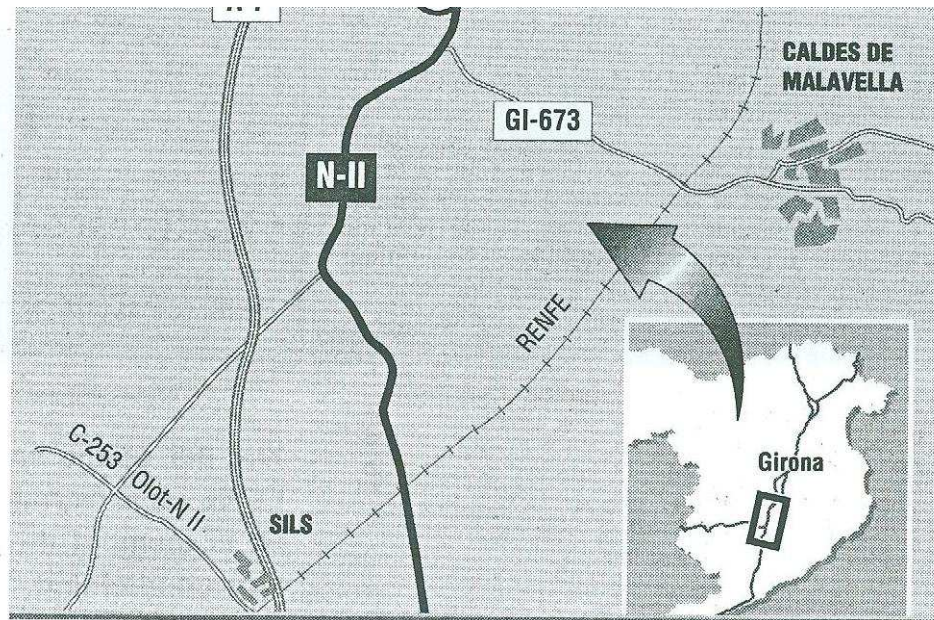 CALDES DE
MALAVELLA
GI-673
N-II
RENFE
C-253
Olot-N II
SILS
Girona